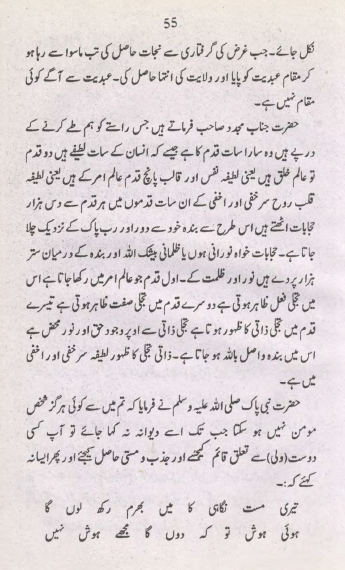 55
نکل جائے۔ جب غرض کی گرفتاری سے نجات حاصل کی تب ماسوا سے رہا ہو
کر مقام عبدیت کو پایا اور ولایت کی انتہا حاصل کی۔ عبدیت سے آگے کوئی
مقام نہیں ہے۔
حضرت جناب مجدد صاحب فرماتے ہیں جس راستے کو ہم طے کرنے کے
درپے ہیں وہ سارا سات قدم کا ہے جیسے کہ انسان کے سات لطیفے ہیں دو قدم
تو عالم خلق ہیں یعنی لطیفہ نفس اور قالب پانچ قدم عالم امر کے ہیں یعنی لطیفہ
قلب روح سر خفی اور اخفی کے ان سات قدموں میں ہر قدم سے دس ہزار
حجابات اٹھتے ہیں اس طرح سے بندہ خود سے دور اور رب پاک کے نزدیک چلا
جاتا ہے۔ حجابات خواہ نورانی ہوں یا ظلمانی بیشک اللہ اور بندہ کے درمیان ستر
ہزار پردے ہیں نور اور ظلمت کے۔ اول قدم جو عالم امر میں رکھا جاتا ہے اس
میں تجلی فعل ظاہر ہوتی ہے دوسرے قدم میں تجلی صفت ظاہر ہوتی ہے تیسرے
قدم میں تجلی ذاتی کا ظہور ہوتا ہے تجلی ذاتی سے اوپر وجود حق اور نور محض ہے
اس میں بندہ واصل باللہ ہو جاتا ہے۔ ذاتی تجلی کا ظہور لطیفہ سر خفی اور اخفی
میں ہے۔
حضرت نبی پاک صلی اللہ علیہ وسلم نے فرمایا کہ تم میں سے کوئی ہرگز شخص
مومن نہیں ہو سکتا جب تک اسے دیوانہ نہ کہا جائے تو آپ کسی
دوست (ولی) سے تعلق قائم کیجئے اور جذب و مستی حاصل کیجئے اور پھر ایسا نہ
کہئے کہ:۔
تیری مست نگاہی کا میں بھرم رکھ لوں گا
ہوئی ہوش تو کہ دوں گا مجھے ہوش نہیں